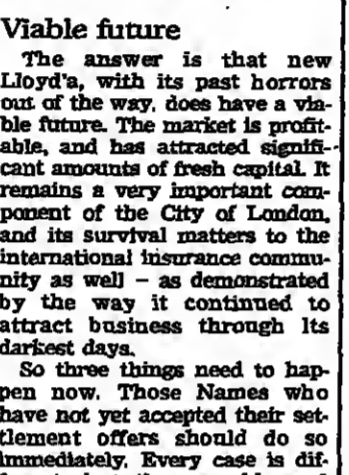 Viable future
The answer is that new
Lloyd's, with its past horrors
out of the way, does have a via-
ble future. The market is profit-
able, and has attracted signifi-
cant amounts of fresh capital. It
remains a very important com-
ponent of the City of London,
and its survival matters to the
international insurance commu-
nity as well – as demonstrated
by the way it continued to
attract business through its
darkest days.
So three things need to hap-
pen now. Those Names who
have not yet accepted their set-
tlement offers should do so
immediately. Every case is dif-